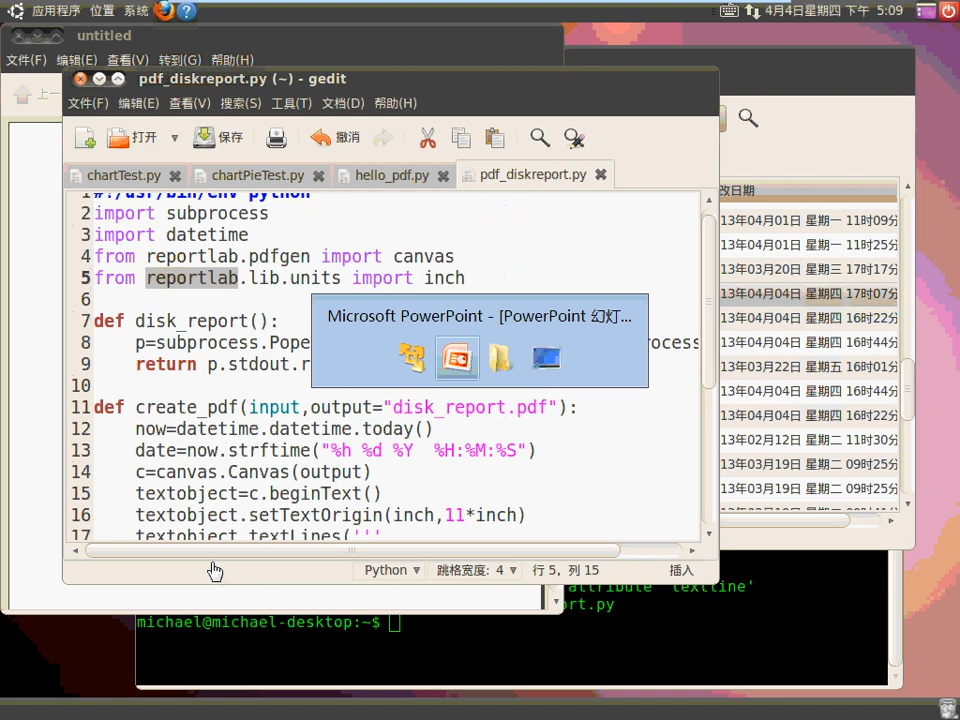 应用程序 位置 系统
4月4日星期四 下午 5:09
untitled
文件(F) 编辑(E) 查看(V) 转到(G) 帮助(H)
上一
pdf_diskreport.py (~) - gedit
文件(F) 编辑(E) 查看(V) 搜索(S) 工具(T) 文档(D) 帮助(H)
打开 保存 撤消
chartTest.py chartPieTest.py hello_pdf.py pdf_diskreport.py
1 #!/usr/bin/env python
2 import subprocess
3 import datetime
4 from reportlab.pdfgen import canvas
5 from reportlab.lib.units import inch
6
7 def disk_report():
8 p=subprocess.Pope
9 return p.stdout.r
10
11 def create_pdf(input,output="disk_report.pdf"):
12 now=datetime.datetime.today()
13 date=now.strftime("%h %d %Y  %H:%M:%S")
14 c=canvas.Canvas(output)
15 textobject=c.beginText()
16 textobject.setTextOrigin(inch,11*inch)
17 textobject.textLines('''
Python 跳格宽度: 4 行 5, 列 15 插入
Microsoft PowerPoint - [PowerPoint 幻灯...
改日期
13年04月01日 星期一 11时09分
13年04月01日 星期一 11时25分
13年03月20日 星期三 17时17分
13年04月04日 星期四 17时07分
13年04月04日 星期四 16时22分
13年04月04日 星期四 16时44分
13年03月22日 星期五 16时01分
13年04月04日 星期四 16时44分
13年04月04日 星期四 16时22分
13年02月12日 星期二 11时30分
13年03月19日 星期二 09时25分
13年03月19日 星期二 09时25分
attribute 'textline'
ort.py
michael@michael-desktop:~$